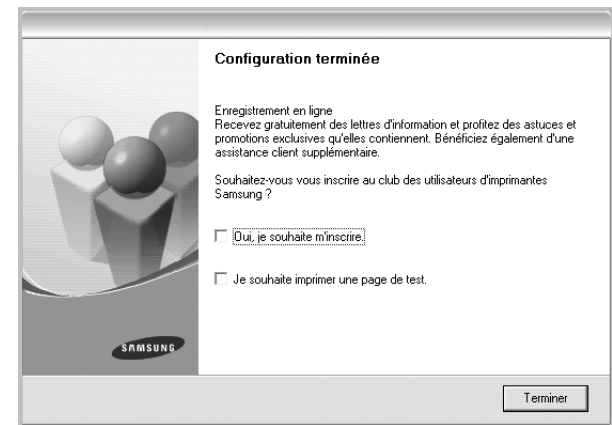 Configuration terminée
Enregistrement en ligne
Recevez gratuitement des lettres d'information et profitez des astuces et
promotions exclusives qu'elles contiennent. Bénéficiez également d'une
assistance client supplémentaire.
Souhaitez-vous vous inscrire au club des utilisateurs d'imprimantes
Samsung ?
Oui, je souhaite m'inscrire.
Je souhaite imprimer une page de test.
SAMSUNG
Terminer